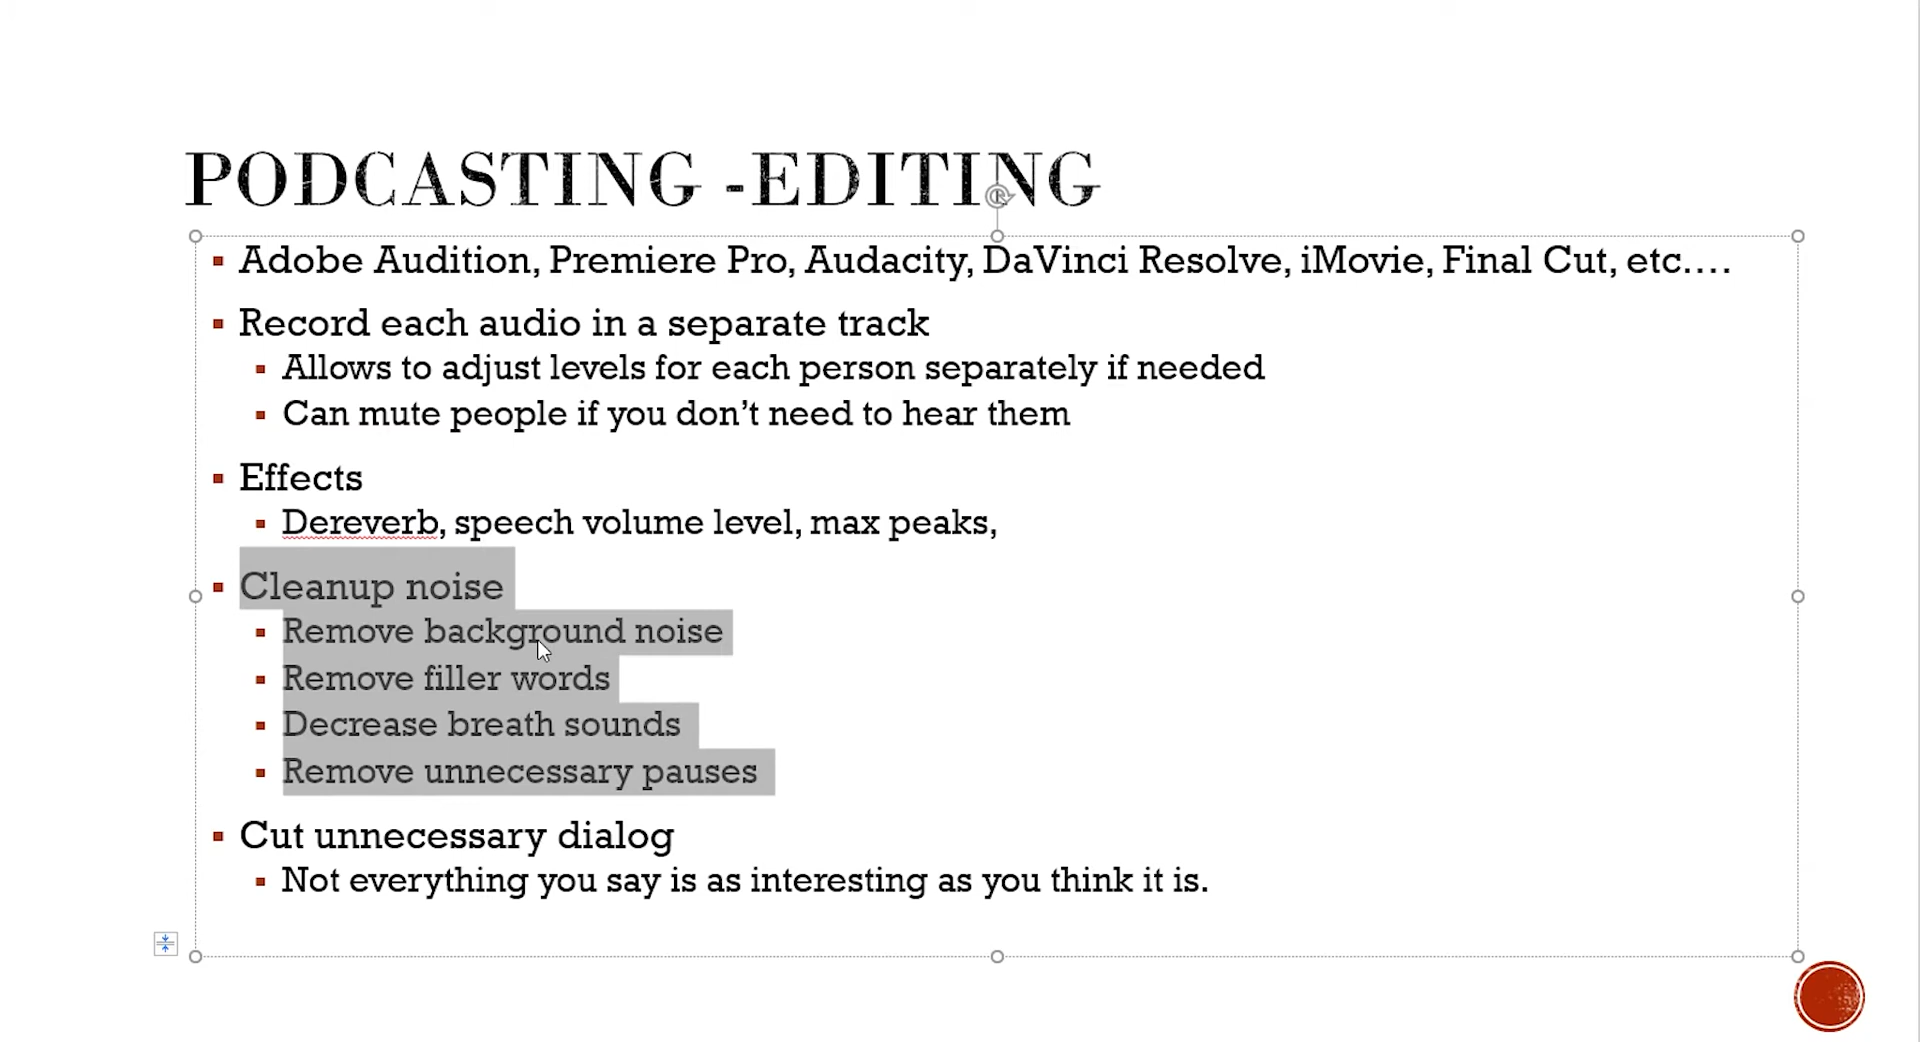 PODCASTING -EDITING
Adobe Audition, Premiere Pro, Audacity, DaVinci Resolve, iMovie, Final Cut, etc....
Record each audio in a separate track
Allows to adjust levels for each person separately if needed
Can mute people if you don’t need to hear them
Effects
Dereverb, speech volume level, max peaks,
Cleanup noise
Remove background noise
Remove filler words
Decrease breath sounds
Remove unnecessary pauses
Cut unnecessary dialog
Not everything you say is as interesting as you think it is.